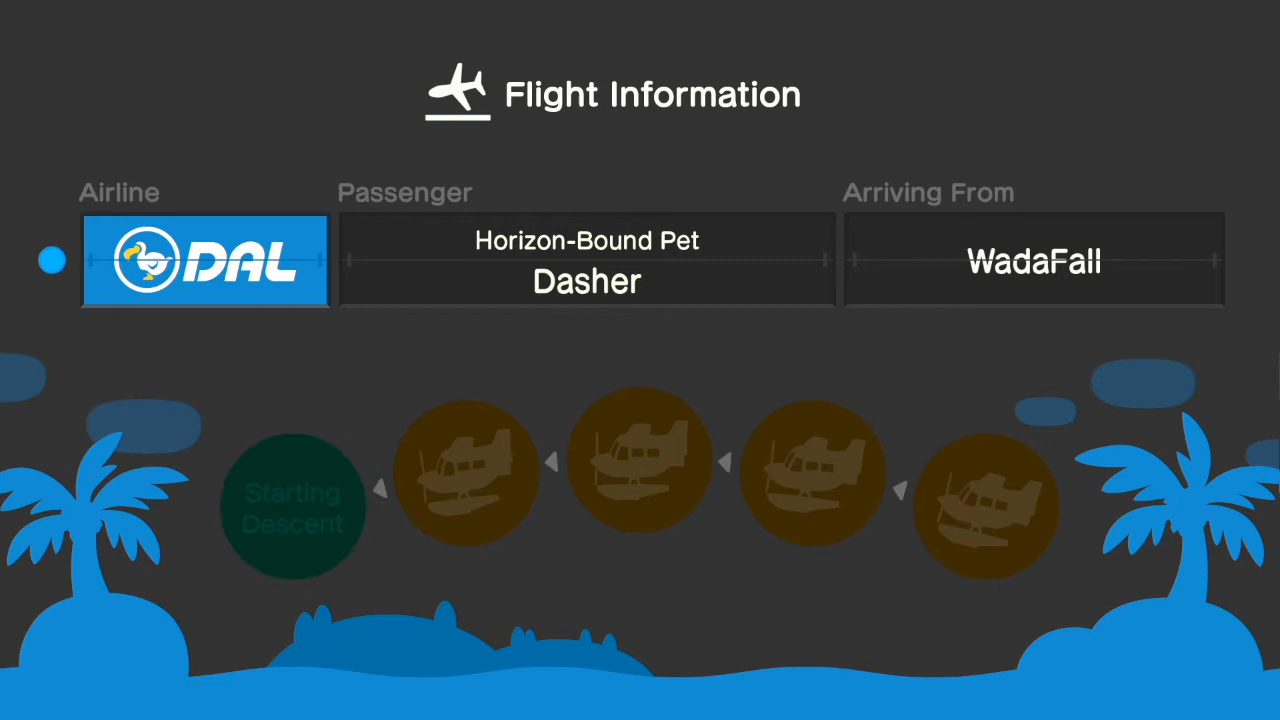 Flight Information
Airline
Passenger
Arriving From
DAL
Horizon-Bound Pet
Dasher
WadaFall
Starting
Descent